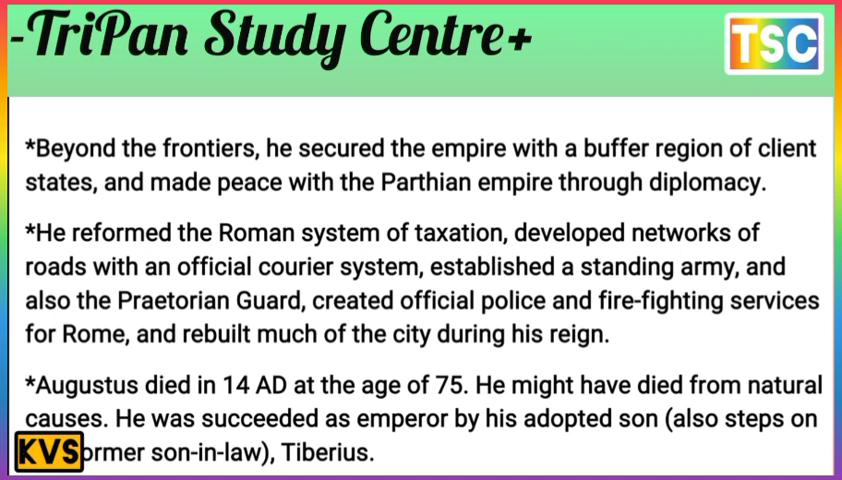 -TriPan Study Centre+
TSC
*Beyond the frontiers, he secured the empire with a buffer region of client
states, and made peace with the Parthian empire through diplomacy.
*He reformed the Roman system of taxation, developed networks of
roads with an official courier system, established a standing army, and
also the Praetorian Guard, created official police and fire-fighting services
for Rome, and rebuilt much of the city during his reign.
*Augustus died in 14 AD at the age of 75. He might have died from natural
causes. He was succeeded as emperor by his adopted son (also steps on
KVS ormer son-in-law), Tiberius.